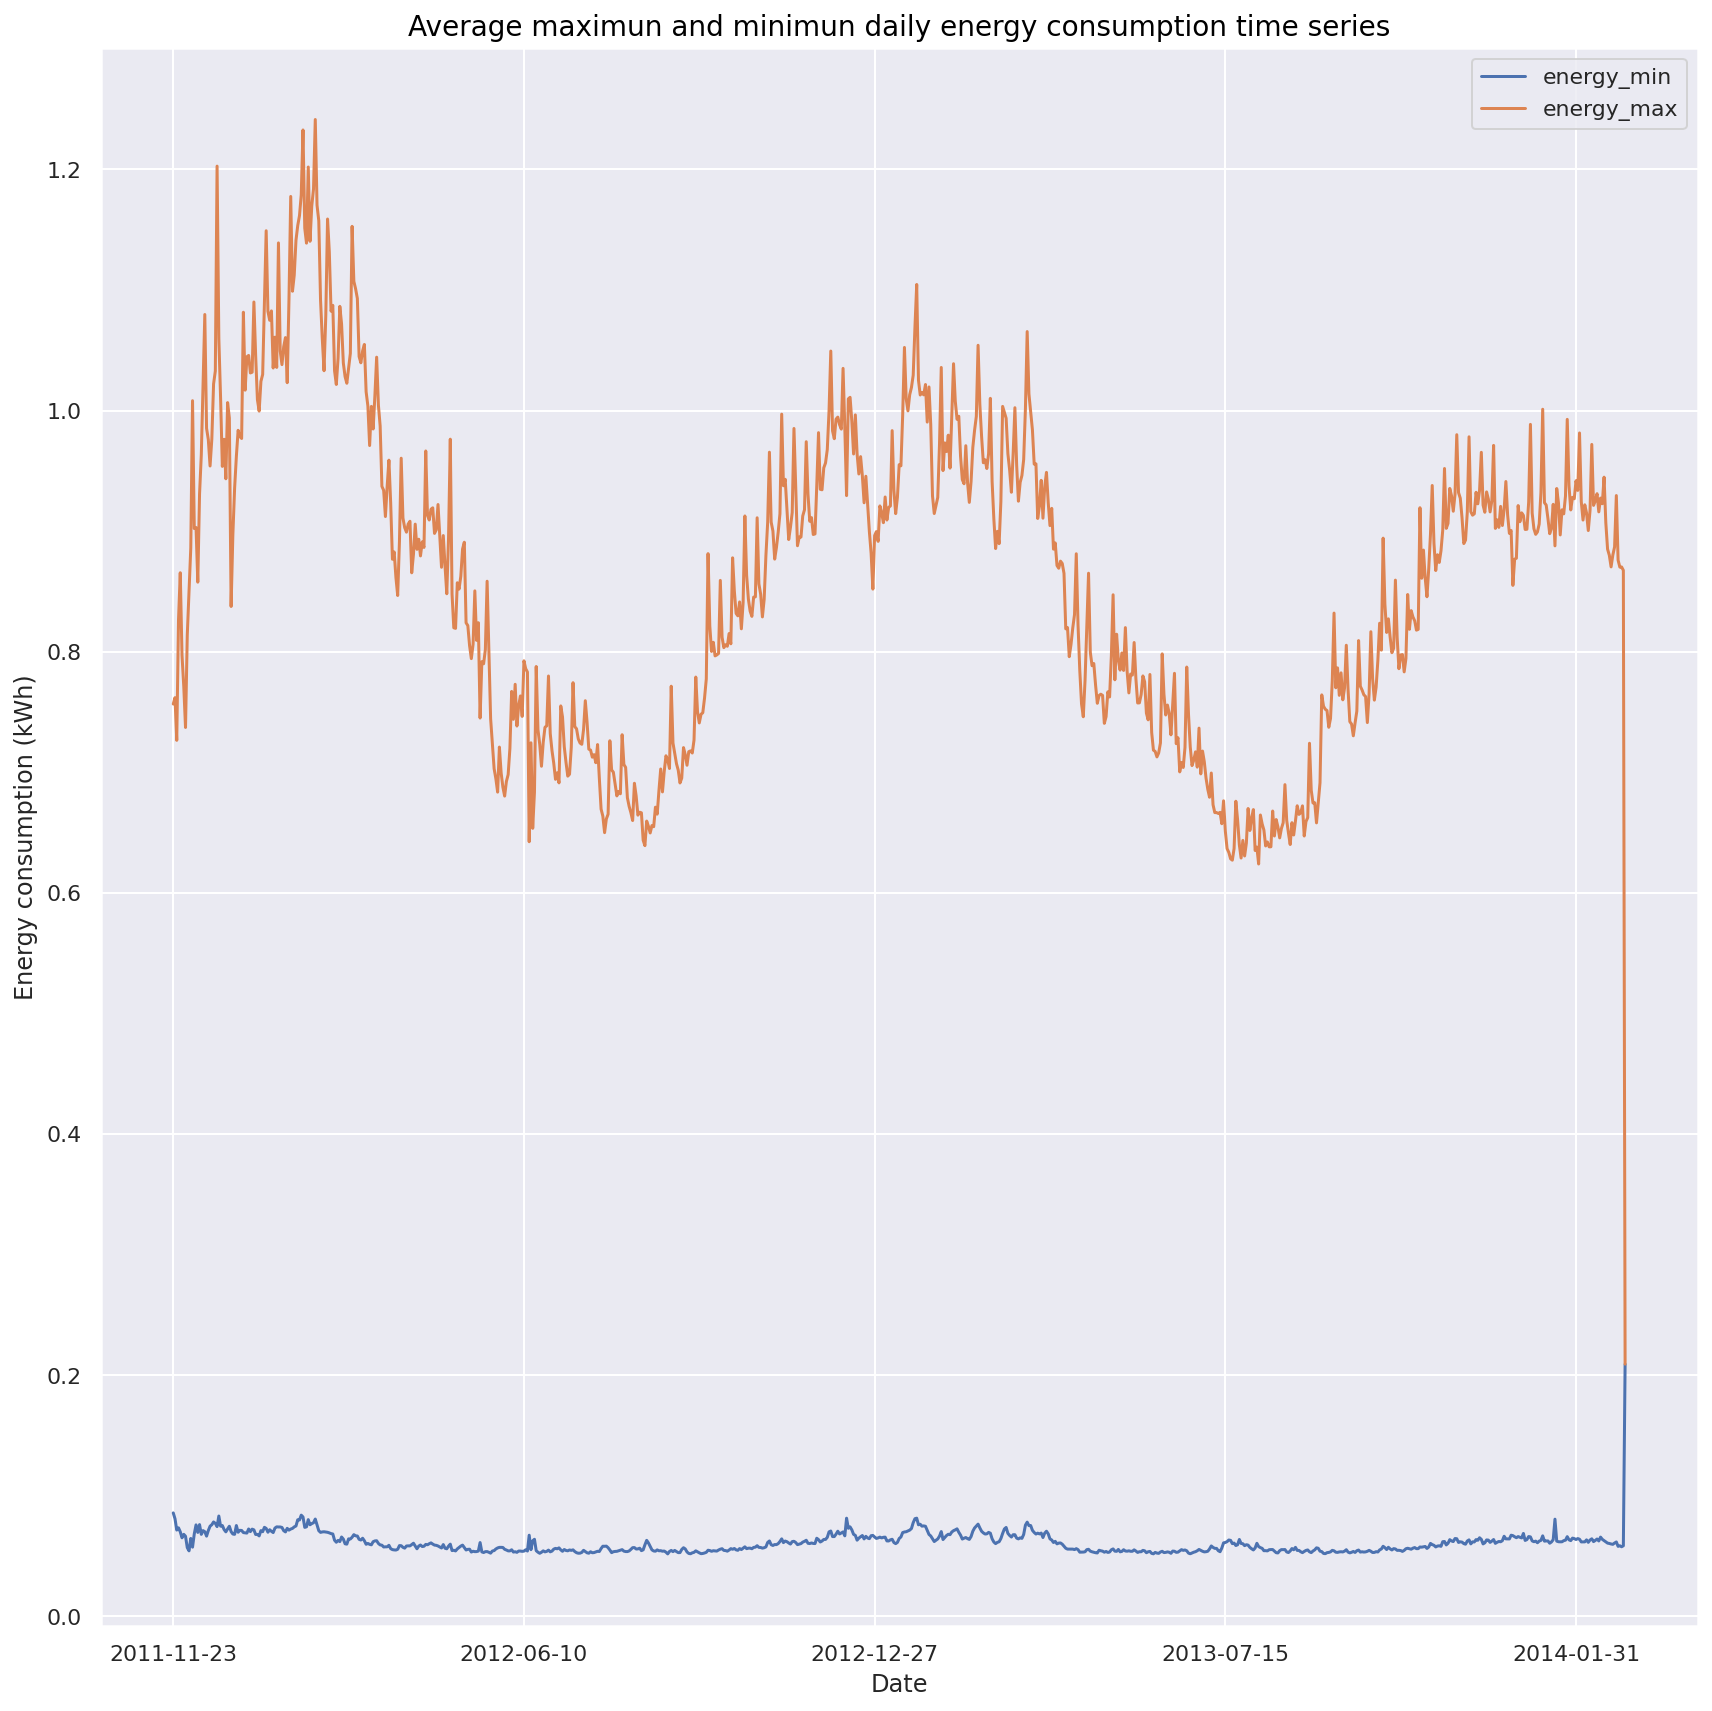 Average maximun and minimun daily energy consumption time series
energy_min
energy_max
1.2
1.0
0.8
0.6
0.4
0.2
0.0
Energy consumption (kWh)
2011-11-23
2012-06-10
2012-12-27
2013-07-15
2014-01-31
Date